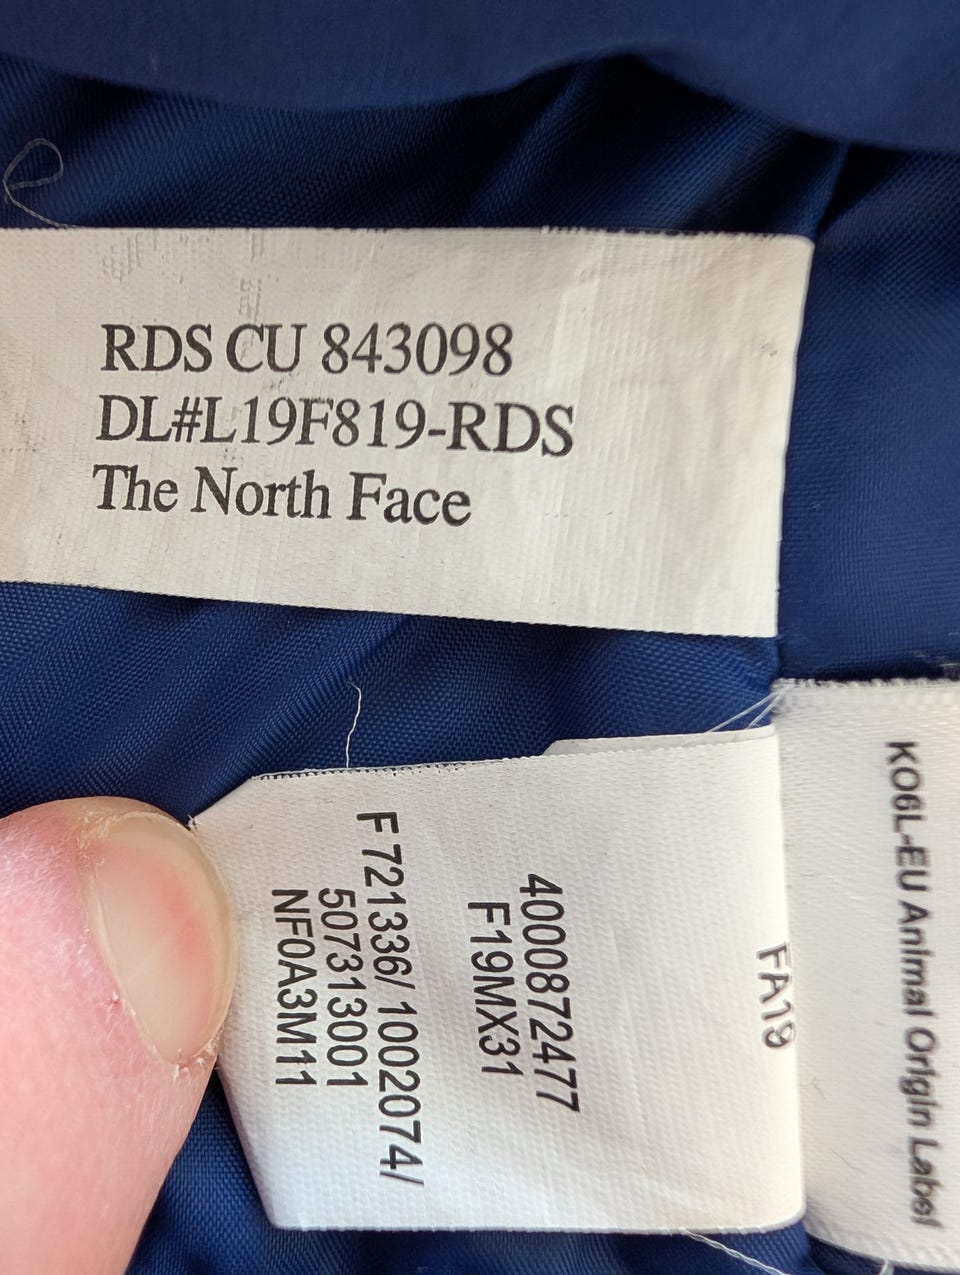 RDS CU 843098
DL#L19F819-RDS
The North Face
FA19
4000872477
F19MX31
F 721336/ 1002074/
507313001
NF0A3M11
KO6L-EU Animal Origin Label